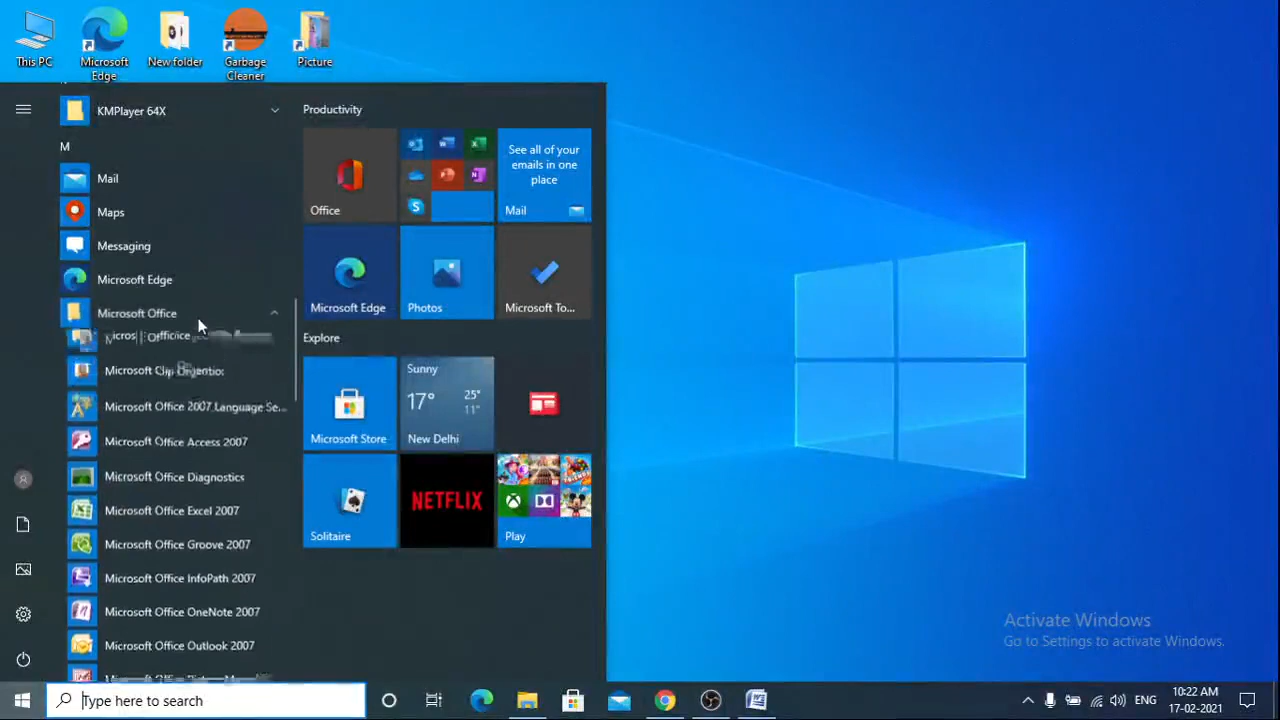 This PC
Microsoft Edge
New folder
Garbage Cleaner
Picture
KMPlayer 64X
M
Mail
Maps
Messaging
Microsoft Edge
Microsoft Office
Microsoft Clip Organizer
Microsoft Office 2007 Language Se...
Microsoft Office Access 2007
Microsoft Office Diagnostics
Microsoft Office Excel 2007
Microsoft Office Groove 2007
Microsoft Office InfoPath 2007
Microsoft Office OneNote 2007
Microsoft Office Outlook 2007
Productivity
Office
See all of your
emails in one
place
Mail
Microsoft Edge
Photos
Microsoft To...
Explore
Microsoft Store
Sunny
17°
25°
11°
New Delhi
Solitaire
NETFLIX
Play
Activate Windows
Go to Settings to activate Windows.
Type here to search
ENG
10:22 AM
17-02-2021